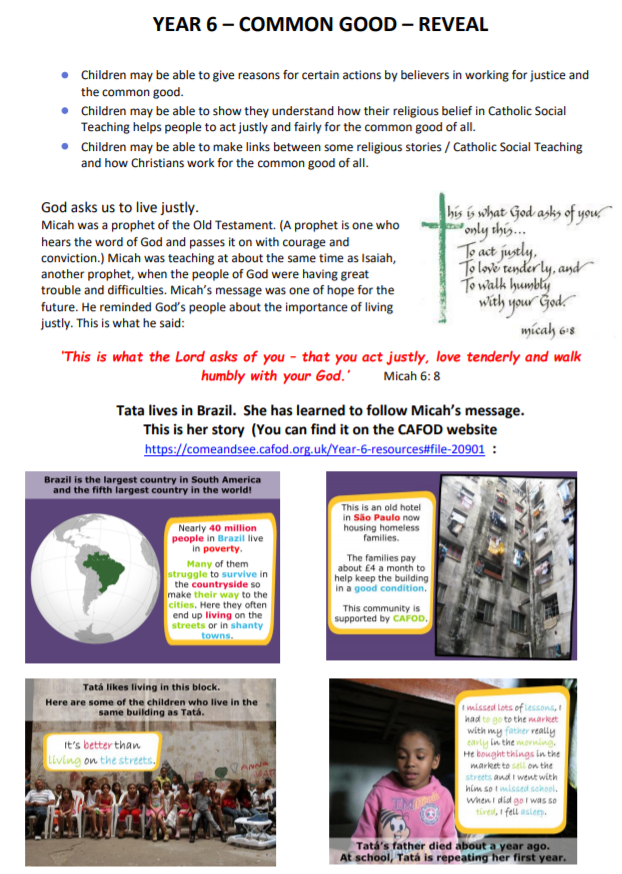 YEAR 6 – COMMON GOOD – REVEAL
Children may be able to give reasons for certain actions by believers in working for justice and
the common good.
Children may be able to show they understand how their religious belief in Catholic Social
Teaching helps people to act justly and fairly for the common good of all.
Children may be able to make links between some religious stories / Catholic Social Teaching
and how Christians work for the common good of all.
God asks us to live justly.
Micah was a prophet of the Old Testament. (A prophet is one who
hears the word of God and passes it on with courage and
conviction.) Micah was teaching at about the same time as Isaiah,
another prophet, when the people of God were having great
trouble and difficulties. Micah's message was one of hope for the
future. He reminded God's people about the importance of living
justly. This is what he said:
This is what God asks of you,
only this...
To act justly,
To love tenderly, and
To walk humbly
with your God.
micah 6:8
'This is what the Lord asks of you – that you act justly, love tenderly and walk
humbly with your God.' Micah 6: 8
Tata lives in Brazil. She has learned to follow Micah's message.
This is her story (You can find it on the CAFOD website
https://comeandsee.cafod.org.uk/Year-6-resources#file-20901 :
Brazil is the largest country in South America
and the fifth largest country in the world!
Nearly 40 million
people in Brazil live
in poverty.
Many of them
struggle to survive in
the countryside so
make their way to the
cities. Here they often
end up living on the
streets or in shanty
towns.
This is an old hotel
in São Paulo now
housing homeless
families.
The families pay
about £4 a month to
help keep the building
in a good condition.
This community is
supported by CAFOD.
Tatá likes living in this block.
Here are some of the children who live in the
same building as Tatá.
It's better than
living on the streets.
I missed lots of lessons, I
had to go to the market
with my father really
early in the morning.
He bought things in the
market to sell on the
streets and I went with
him so I missed school.
When I did go I was so
tired, I fell asleep.
Tatá's father died about a year ago.
At school, Tatá is repeating her first year.